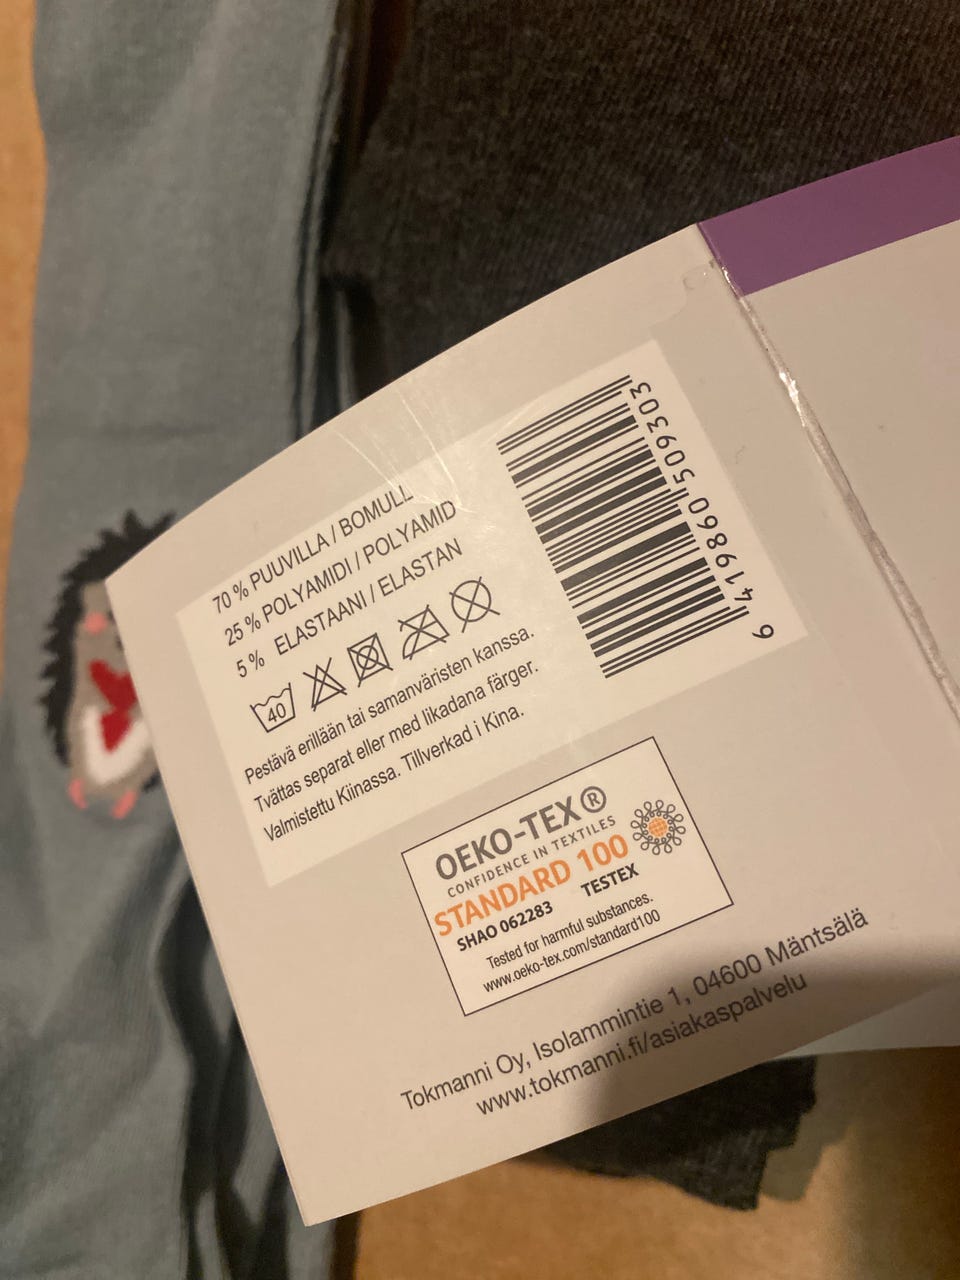 70 % PUUVILLA / BOMULL
25 % POLYAMIDI / POLYAMID
5 % ELASTAANI / ELASTAN
40
Pestävä erillään tai samanväristen kanssa.
Tvättas separat eller med likadana färger.
Valmistettu Kiinassa. Tillverkad i Kina.
6 419860 509303
OEKO-TEX®
CONFIDENCE IN TEXTILES
STANDARD 100
SHAO 062283 TESTEX
Tested for harmful substances.
www.oeko-tex.com/standard100
Tokmanni Oy, Isolammintie 1, 04600 Mäntsälä
www.tokmanni.fi/asiakaspalvelu